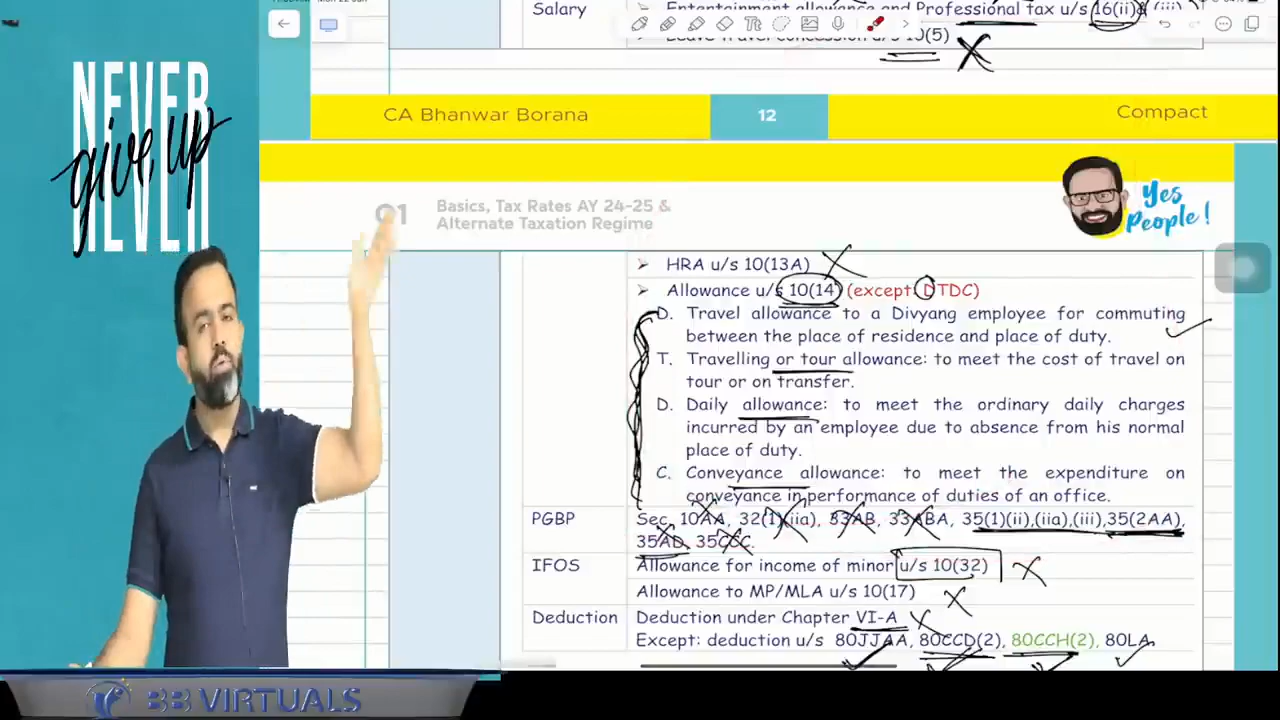 Salary
Entertainment allowance and Professional tax u/s 16(ii)& (iii)
Leave Travel concession u/s 10(5)
CA Bhanwar Borana
12
Compact
NEVER
give up
NEVER
01
Basics, Tax Rates AY 24-25 &
Alternate Taxation Regime
Yes
People!
➢ HRA u/s 10(13A)
➢ Allowance u/s 10(14) (except: DTDC)
D. Travel allowance to a Divyang employee for commuting
between the place of residence and place of duty.
T. Travelling or tour allowance: to meet the cost of travel on
tour or on transfer.
D. Daily allowance: to meet the ordinary daily charges
incurred by an employee due to absence from his normal
place of duty.
C. Conveyance allowance: to meet the expenditure on
conveyance in performance of duties of an office.
PGBP
Sec. 10AA, 32(1)(iia), 33AB, 33ABA, 35(1)(ii),(iia),(iii),35(2AA),
35AD, 35CCC.
IFOS
Allowance for income of minor u/s 10(32)
Allowance to MP/MLA u/s 10(17)
Deduction
Deduction under Chapter VI-A
Except: deduction u/s 80JJAA, 80CCD(2), 80CCH(2), 80LA
BB VIRTUALS